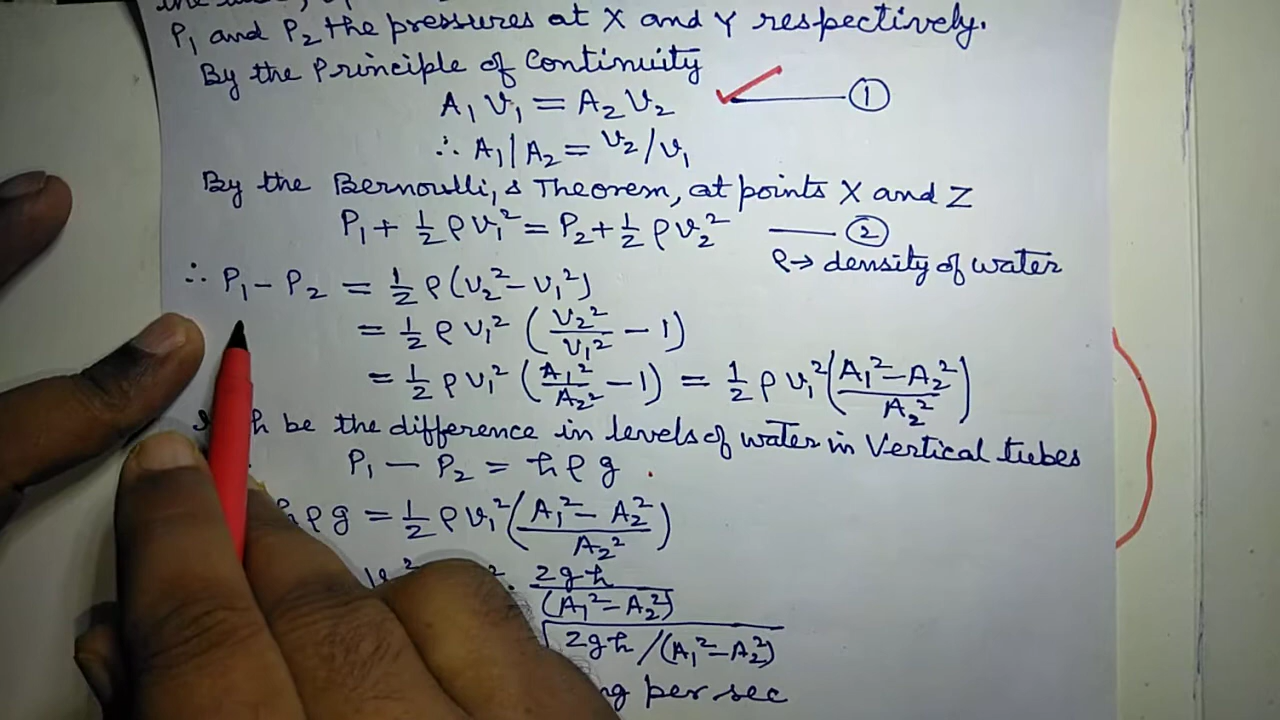 P₁ and P₂ the pressures at X and Y respectively.
By the Principle of Continuity
A₁ v₁ = A₂ v₂ ——— ①
∴ A₁/A₂ = v₂/v₁
By the Bernoulli,s Theorem, at points X and Z
P₁ + ½ ρv₁² = P₂ + ½ ρv₂² —— ②
ρ → density of water
∴ P₁ – P₂ = ½ ρ(v₂² – v₁²)
= ½ ρ v₁² (v₂²/v₁² – 1)
= ½ ρ v₁² (A₁²/A₂² – 1) = ½ ρ v₁² ((A₁² – A₂²)/A₂²)
h be the difference in levels of water in Vertical tubes
P₁ – P₂ = hρg .
hρg = ½ ρ v₁² ((A₁² – A₂²)/A₂²)
2gh/(A₁² – A₂²)
√2gh/(A₁² – A₂²)
per sec